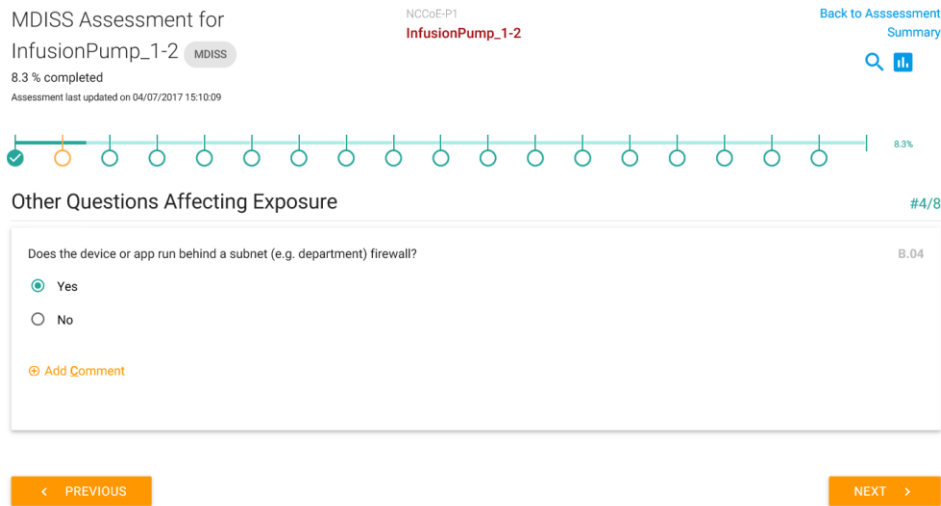 MDISS Assessment for
InfusionPump_1-2 MDISS
8.3 % completed
Assessment last updated on 04/07/2017 15:10:09
NCCoE-P1
InfusionPump_1-2
Back to Asssessment
Summary
8.3%
Other Questions Affecting Exposure #4/8
Does the device or app run behind a subnet (e.g. department) firewall? B.04
Yes
No
Add Comment
PREVIOUS
NEXT